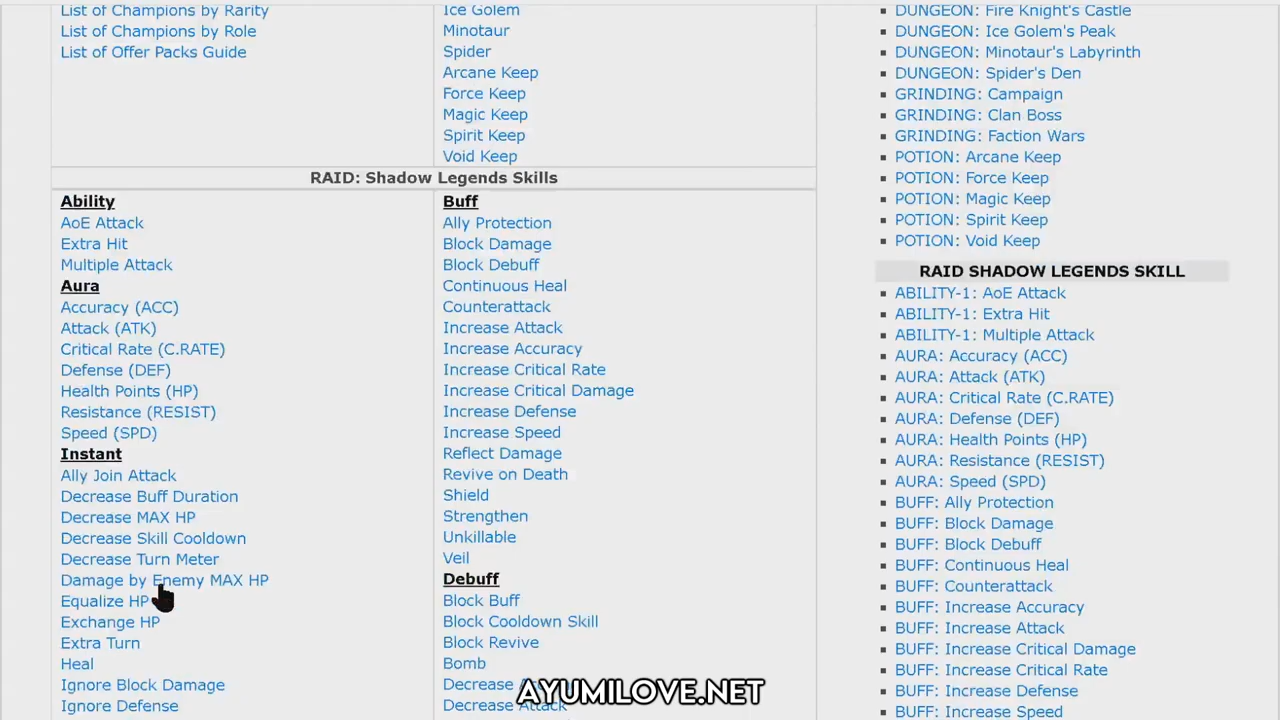 List of Champions by Rarity
List of Champions by Role
List of Offer Packs Guide
Ice Golem
Minotaur
Spider
Arcane Keep
Force Keep
Magic Keep
Spirit Keep
Void Keep
RAID: Shadow Legends Skills
Ability
AoE Attack
Extra Hit
Multiple Attack
Aura
Accuracy (ACC)
Attack (ATK)
Critical Rate (C.RATE)
Defense (DEF)
Health Points (HP)
Resistance (RESIST)
Speed (SPD)
Instant
Ally Join Attack
Decrease Buff Duration
Decrease MAX HP
Decrease Skill Cooldown
Decrease Turn Meter
Damage by Enemy MAX HP
Equalize HP
Exchange HP
Extra Turn
Heal
Ignore Block Damage
Ignore Defense
Buff
Ally Protection
Block Damage
Block Debuff
Continuous Heal
Counterattack
Increase Attack
Increase Accuracy
Increase Critical Rate
Increase Critical Damage
Increase Defense
Increase Speed
Reflect Damage
Revive on Death
Shield
Strengthen
Unkillable
Veil
Debuff
Block Buff
Block Cooldown Skill
Block Revive
Bomb
Decrease
Decrease Attack
DUNGEON: Fire Knight's Castle
DUNGEON: Ice Golem's Peak
DUNGEON: Minotaur's Labyrinth
DUNGEON: Spider's Den
GRINDING: Campaign
GRINDING: Clan Boss
GRINDING: Faction Wars
POTION: Arcane Keep
POTION: Force Keep
POTION: Magic Keep
POTION: Spirit Keep
POTION: Void Keep
RAID SHADOW LEGENDS SKILL
ABILITY-1: AoE Attack
ABILITY-1: Extra Hit
ABILITY-1: Multiple Attack
AURA: Accuracy (ACC)
AURA: Attack (ATK)
AURA: Critical Rate (C.RATE)
AURA: Defense (DEF)
AURA: Health Points (HP)
AURA: Resistance (RESIST)
AURA: Speed (SPD)
BUFF: Ally Protection
BUFF: Block Damage
BUFF: Block Debuff
BUFF: Continuous Heal
BUFF: Counterattack
BUFF: Increase Accuracy
BUFF: Increase Attack
BUFF: Increase Critical Damage
BUFF: Increase Critical Rate
BUFF: Increase Defense
BUFF: Increase Speed
AYUMILOVE.NET